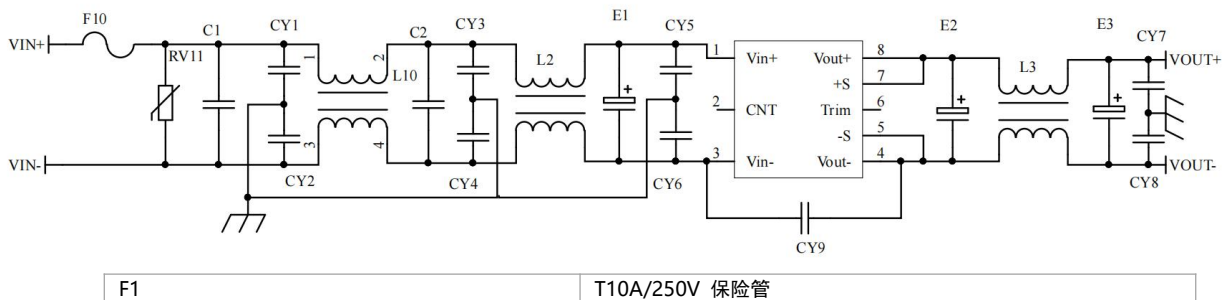 F10
C1
CY1
CY3
E1
CY5
E2
E3
CY7
VIN+
RV11
1
2
L10
C2
L2
1
Vin+
Vout+
8
L3
VOUT+
+S
7
2
CNT
Trim
6
-S
5
3
4
3
Vin-
Vout-
4
VIN-
VOUT-
CY2
CY4
CY6
CY8
CY9
F1 T10A/250V 保险管